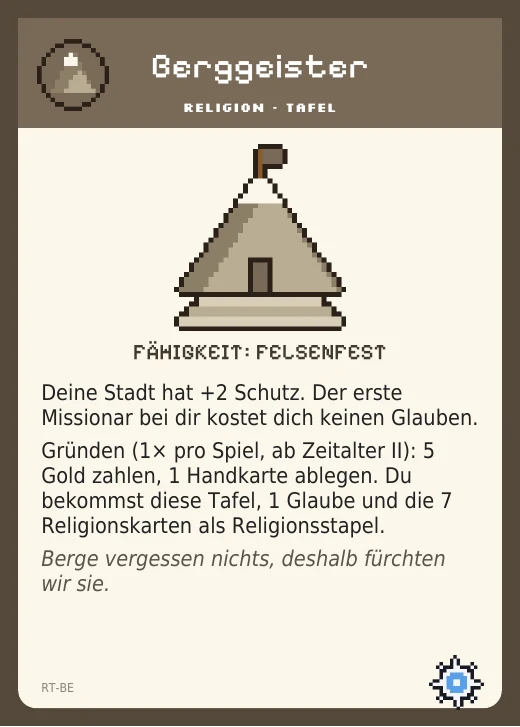 Berggeister
RELIGION · TAFEL
FÄHIGKEIT: FELSENFEST
Deine Stadt hat +2 Schutz. Der erste
Missionar bei dir kostet dich keinen Glauben.
Gründen (1× pro Spiel, ab Zeitalter II): 5
Gold zahlen, 1 Handkarte ablegen. Du
bekommst diese Tafel, 1 Glaube und die 7
Religionskarten als Religionsstapel.
Berge vergessen nichts, deshalb fürchten
wir sie.
RT-BE